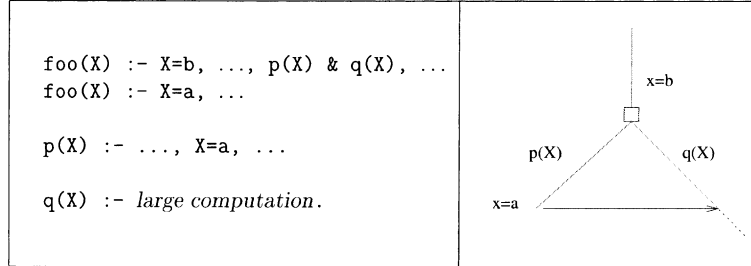 foo(X) :- X=b, ..., p(X) & q(X), ...
foo(X) :- X=a, ...
p(X) :- ..., X=a, ...
q(X) :- large computation.
x=b
p(X)
q(X)
x=a